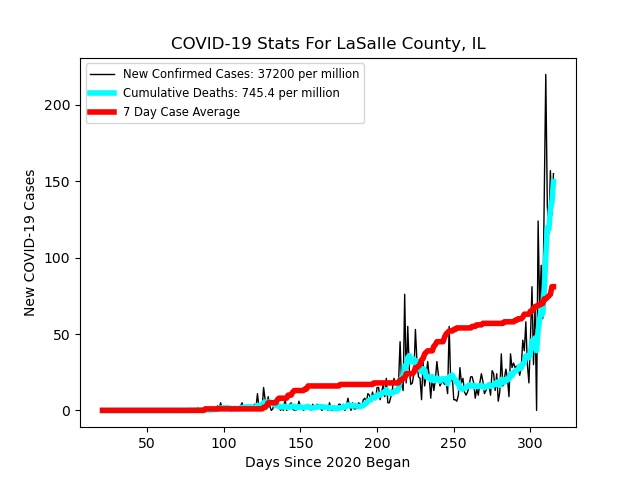 COVID-19 Stats For LaSalle County, IL
New Confirmed Cases: 37200 per million
Cumulative Deaths: 745.4 per million
7 Day Case Average
New COVID-19 Cases
200
150
100
50
0
50 100 150 200 250 300
Days Since 2020 Began